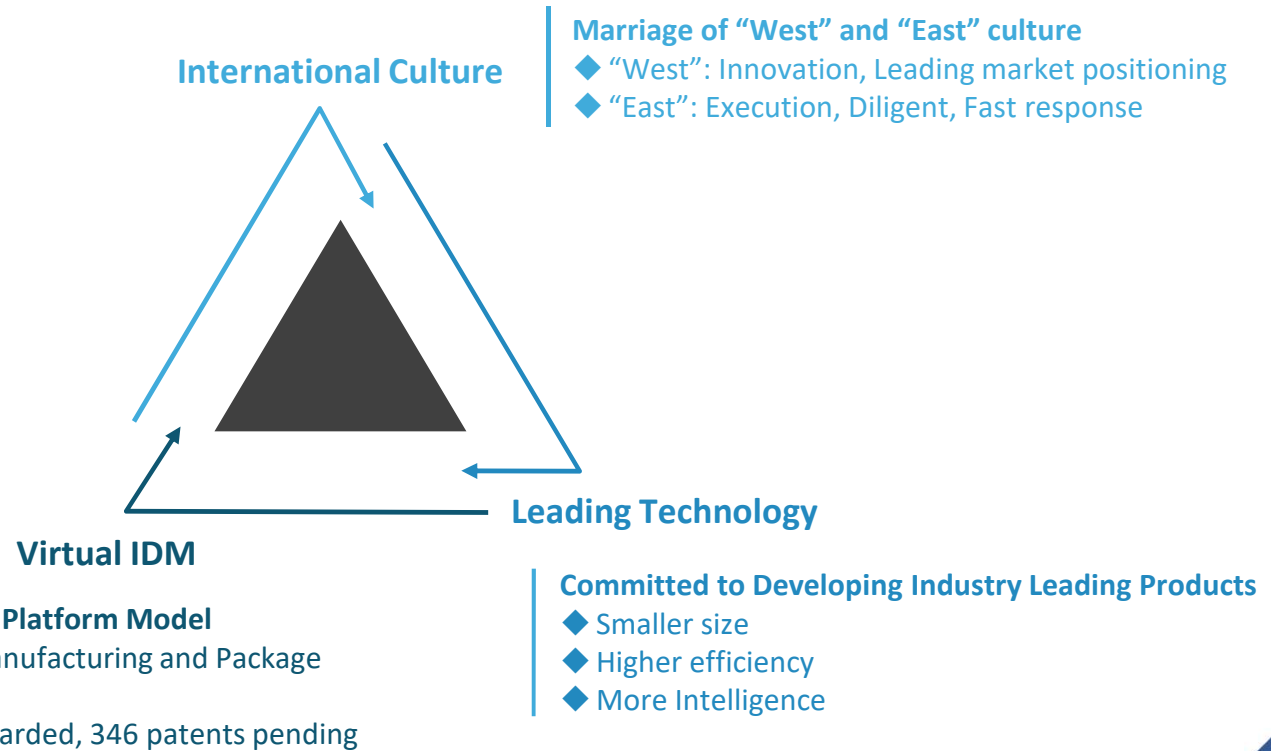 International Culture
Marriage of “West” and “East” culture
“West”: Innovation, Leading market positioning
“East”: Execution, Diligent, Fast response
Leading Technology
Committed to Developing Industry Leading Products
Smaller size
Higher efficiency
More Intelligence
Virtual IDM
Platform Model
and Package
346 patents pending